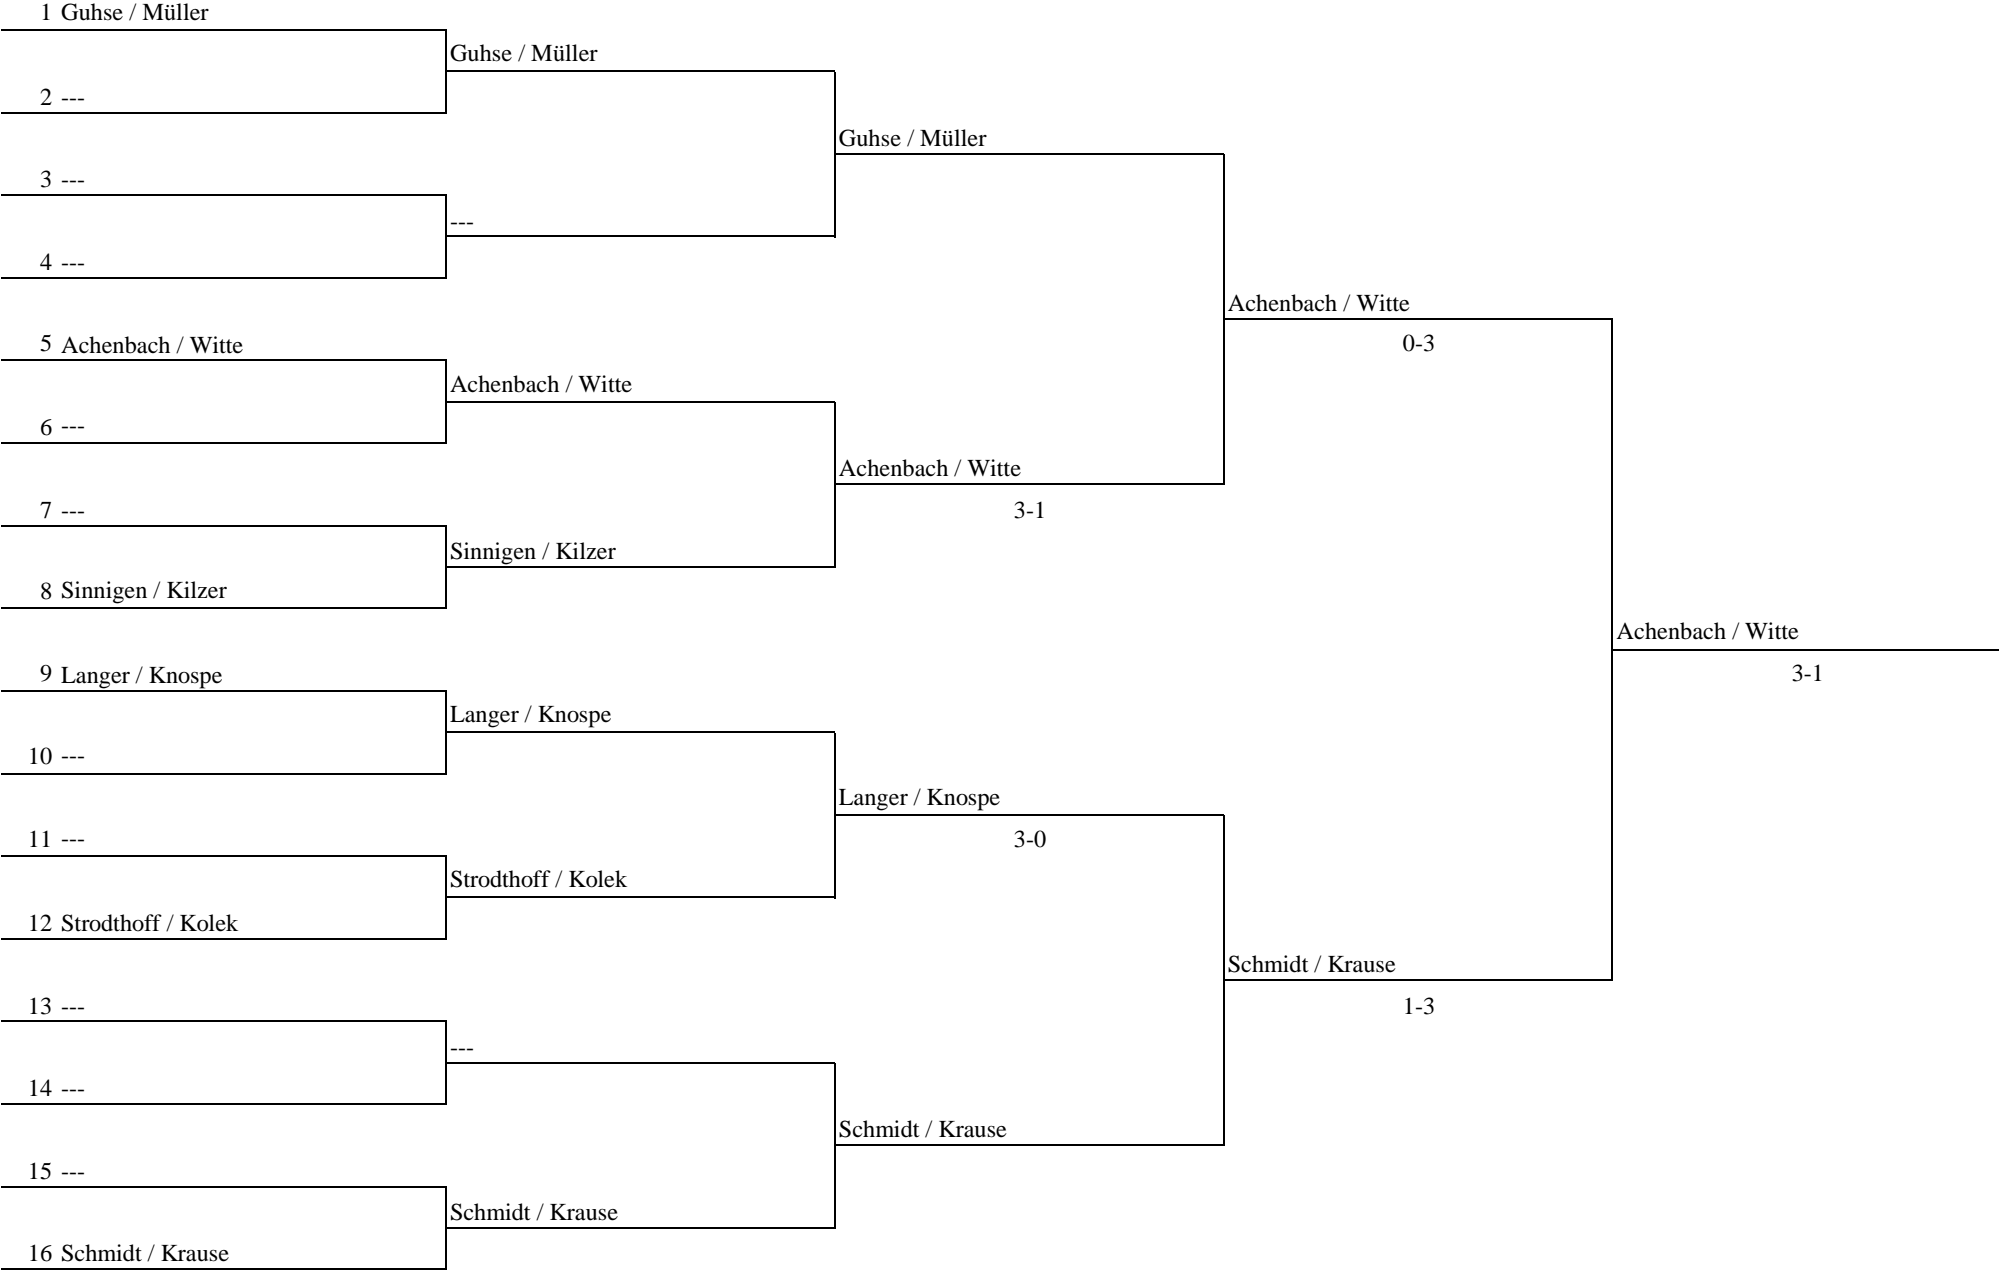 1 Guhse / Müller
Guhse / Müller
2 ---
Guhse / Müller
3 ---
---
4 ---
Achenbach / Witte
0-3
5 Achenbach / Witte
Achenbach / Witte
6 ---
Achenbach / Witte
3-1
7 ---
Sinnigen / Kilzer
8 Sinnigen / Kilzer
Achenbach / Witte
3-1
9 Langer / Knospe
Langer / Knospe
10 ---
Langer / Knospe
3-0
11 ---
Strodthoff / Kolek
12 Strodthoff / Kolek
Schmidt / Krause
1-3
13 ---
---
14 ---
Schmidt / Krause
15 ---
Schmidt / Krause
16 Schmidt / Krause